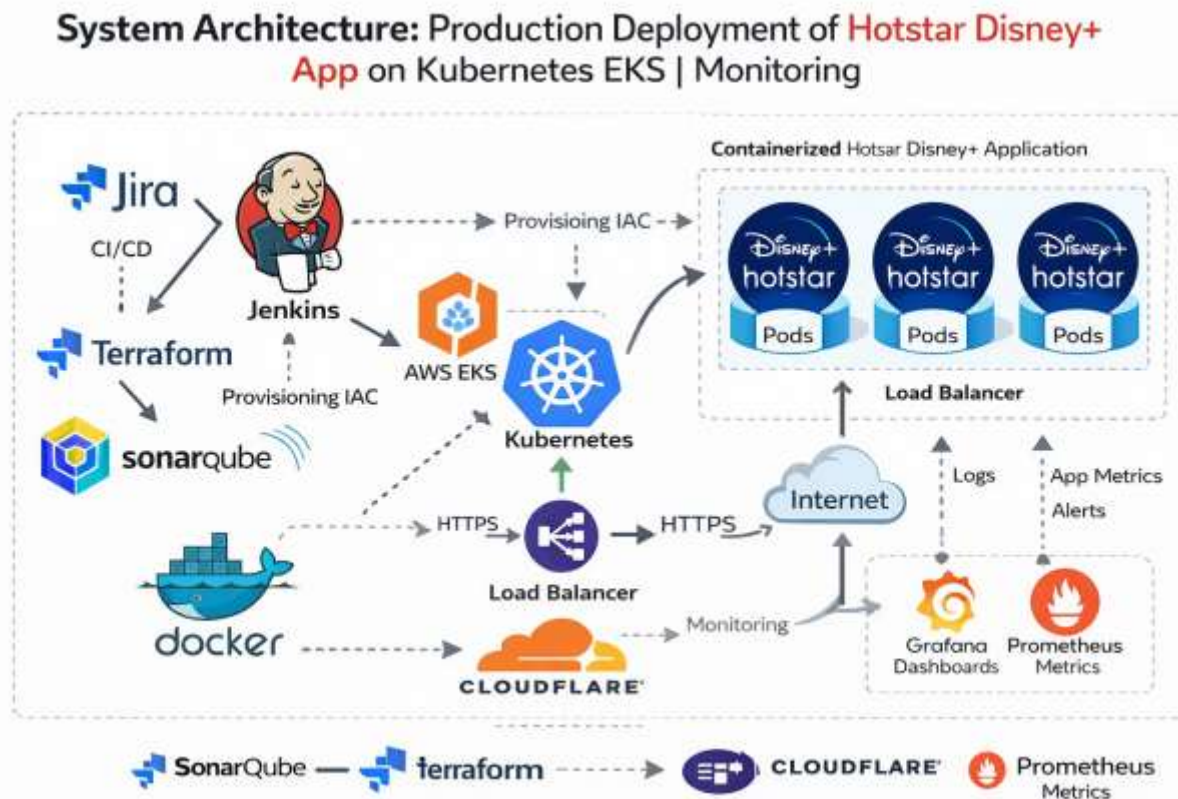 System Architecture: Production Deployment of Hotstar Disney+
App on Kubernetes EKS | Monitoring
Containerized Hotsar Disney+ Application
Jira
CI/CD
Jenkins
Provisioing IAC
Disney+
hotstar
Pods
Disney+
hotstar
Pods
Disney+
hotstar
Pods
Load Balancer
Terraform
Provisioning IAC
AWS EKS
Kubernetes
sonarqube
Internet
Logs
App Metrics
Alerts
HTTPS
HTTPS
Load Balancer
docker
Monitoring
CLOUDFLARE
Grafana
Dashboards
Prometheus
Metrics
SonarQube
terraform
CLOUDFLARE
Prometheus
Metrics